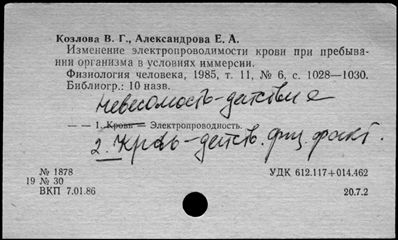 Козлова В. Г., Александрова Е. А.
Изменение электропроводимости крови при пребыва-
нии организма в условиях иммерсии.
Физиология человека, 1985, т. 11, № 6, с. 1028—1030.
Библиогр.: 10 назв.
Невесомость-действие
— — 1. Кровь — Электропроводность.
2. Кровь-действ. физ. факт.
№ 1878
19 № 30
ВКП 7.01.86
УДК 612.117+014.462
20.7.2